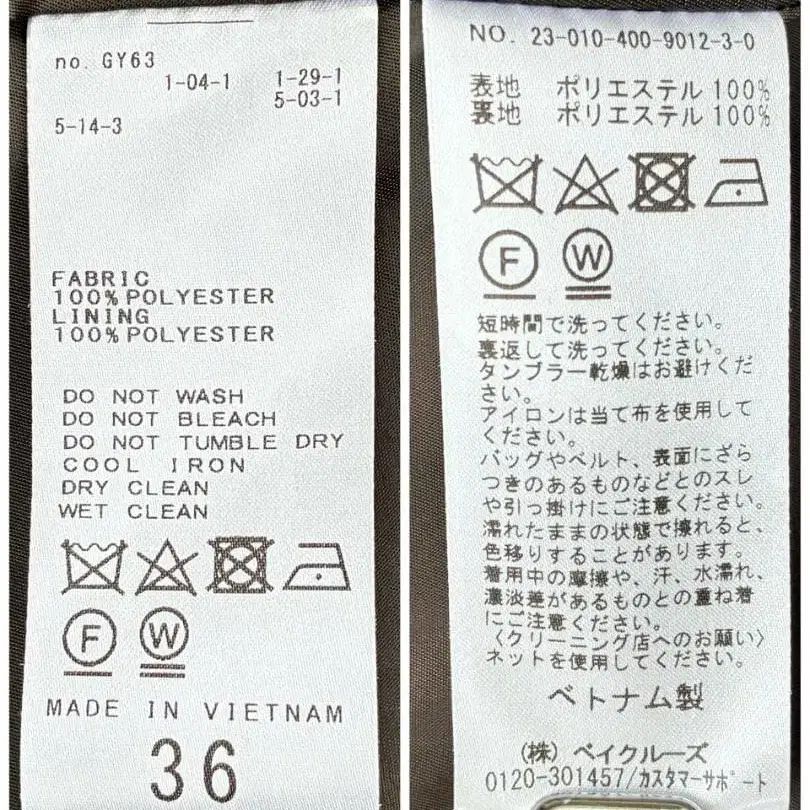 no. GY63
1-04-1 1-29-1
5-03-1
5-14-3
FABRIC
100% POLYESTER
LINING
100% POLYESTER
DO NOT WASH
DO NOT BLEACH
DO NOT TUMBLE DRY
COOL IRON
DRY CLEAN
WET CLEAN
F W
MADE IN VIETNAM
36
NO. 23-010-400-9012-3-0
表地 ポリエステル 100%
裏地 ポリエステル 100%
F W
短時間で洗ってください。
裏返して洗ってください。
タンブラー乾燥はお避けくだ
さい。
アイロンは当て布を使用して
ください。
バッグやベルト、表面にざら
つきのあるものなどとのスレ
や引っ掛けにご注意ください。
濡れたままの状態で擦れると、
色移りすることがあります。
着用中の摩擦や、汗、水濡れ、
濃淡差があるものとの重ね着
にご注意ください。
〈クリーニング店へのお願い〉
ネットを使用してください。
ベトナム製
(株) ベイクルーズ
0120-301457/カスタマーサポート